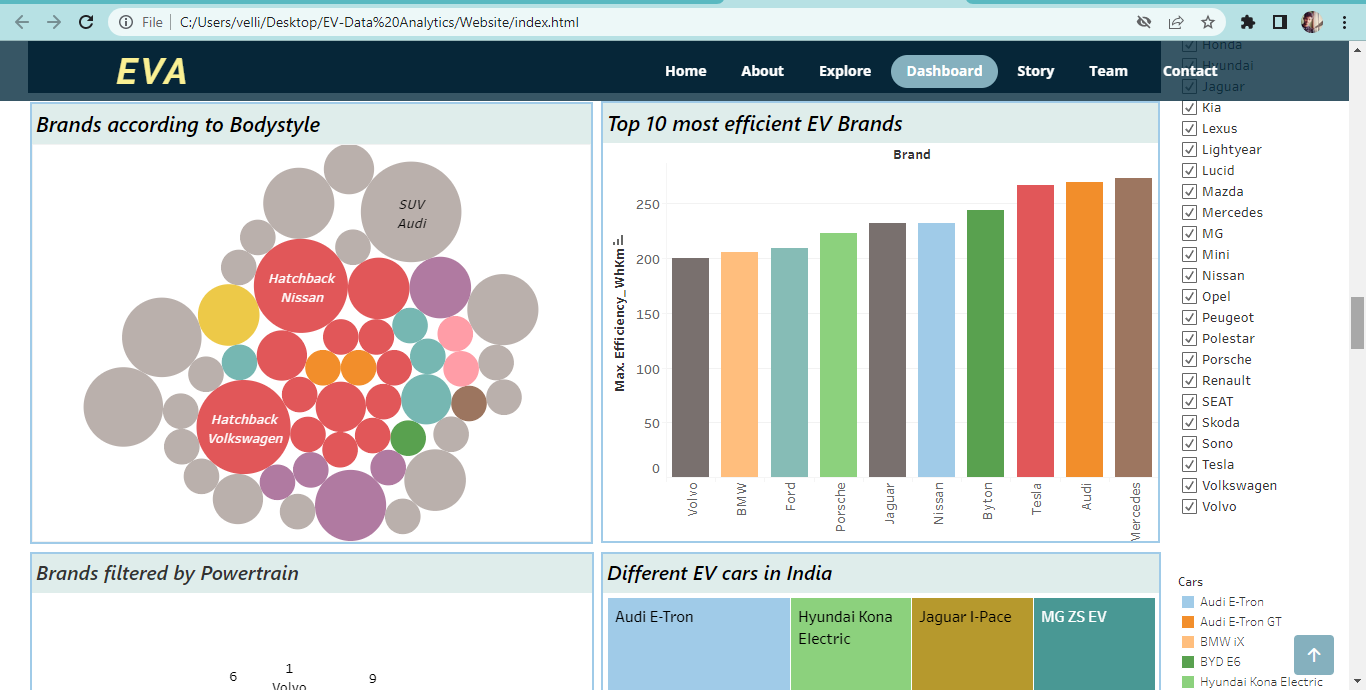 File
C:/Users/velli/Desktop/EV-Data%20Analytics/Website/index.html
EVA
Home
About
Explore
Dashboard
Story
Team
Contact
Brands according to Bodystyle
SUV
Audi
Hatchback
Nissan
Hatchback
Volkswagen
Top 10 most efficient EV Brands
Brand
Max. Efficiency_WhKm
250
200
150
100
50
0
Volvo
BMW
Ford
Porsche
Jaguar
Nissan
Byton
Tesla
Audi
Mercedes
Honda
Hyundai
Jaguar
Kia
Lexus
Lightyear
Lucid
Mazda
Mercedes
MG
Mini
Nissan
Opel
Peugeot
Polestar
Porsche
Renault
SEAT
Skoda
Sono
Tesla
Volkswagen
Volvo
Brands filtered by Powertrain
6
1
Volvo
9
Different EV cars in India
Audi E-Tron
Hyundai Kona
Electric
Jaguar I-Pace
MG ZS EV
Cars
Audi E-Tron
Audi E-Tron GT
BMW iX
BYD E6
Hyundai Kona Electric